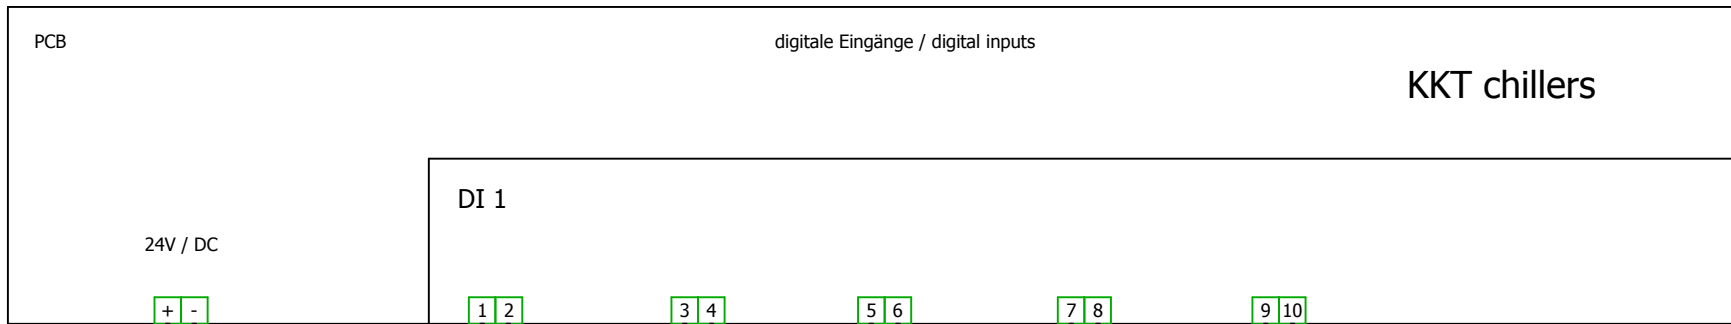 PCB
digitale Eingänge / digital inputs
KKT chillers
DI 1
24V / DC
+ -
1 2
3 4
5 6
7 8
9 10